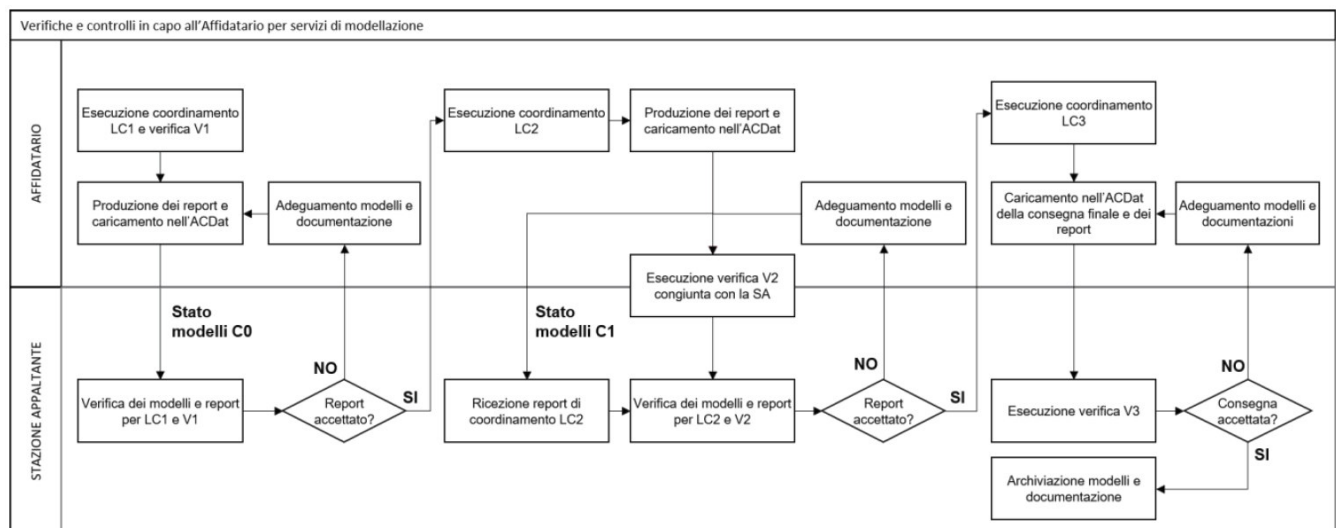 Verifiche e controlli in capo all'Affidatario per servizi di modellazione
AFFIDATARIO
Esecuzione coordinamento
LC1 e verifica V1
Produzione dei report e
caricamento nell'ACDat
Adeguamento modelli e
documentazione
Esecuzione coordinamento
LC2
Produzione dei report e
caricamento nell'ACDat
Adeguamento modelli e
documentazione
Esecuzione verifica V2
congiunta con la SA
Esecuzione coordinamento
LC3
Caricamento nell'ACDat
della consegna finale e dei
report
Adeguamento modelli e
documentazioni
STAZIONE APPALTANTE
Stato
modelli C0
Verifica dei modelli e report
per LC1 e V1
NO
Report
accettato?
SI
Stato
modelli C1
Ricezione report di
coordinamento LC2
Verifica dei modelli e report
per LC2 e V2
NO
Report
accettato?
SI
Esecuzione verifica V3
NO
Consegna
accettata?
SI
Archiviazione modelli e
documentazione